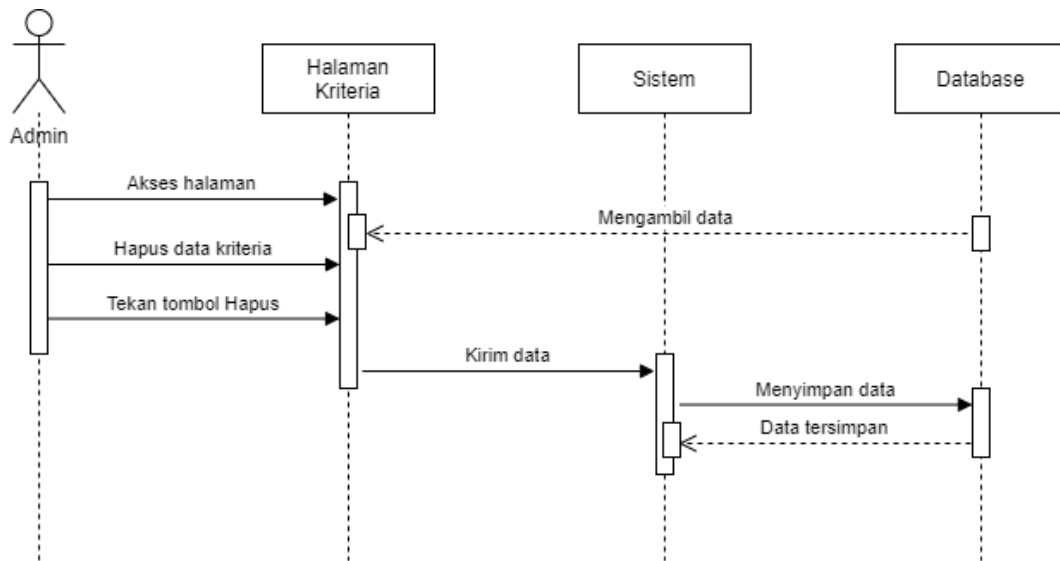 Halaman
Kriteria
Sistem
Database
Admin
Akses halaman
Mengambil data
Hapus data kriteria
Tekan tombol Hapus
Kirim data
Menyimpan data
Data tersimpan